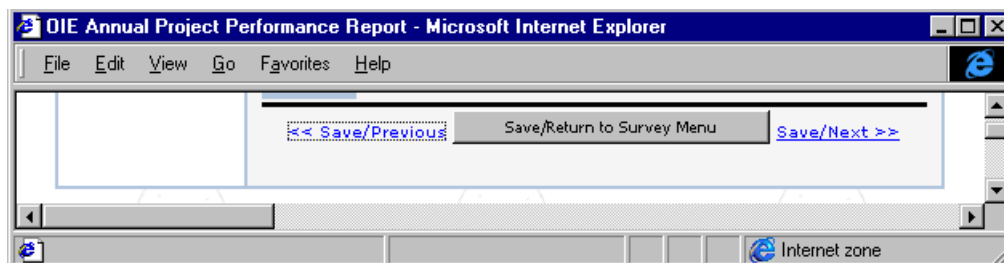 OIE Annual Project Performance Report - Microsoft Internet Explorer
File Edit View Go Favorites Help
<< Save/Previous Save/Return to Survey Menu Save/Next >>
Internet zone